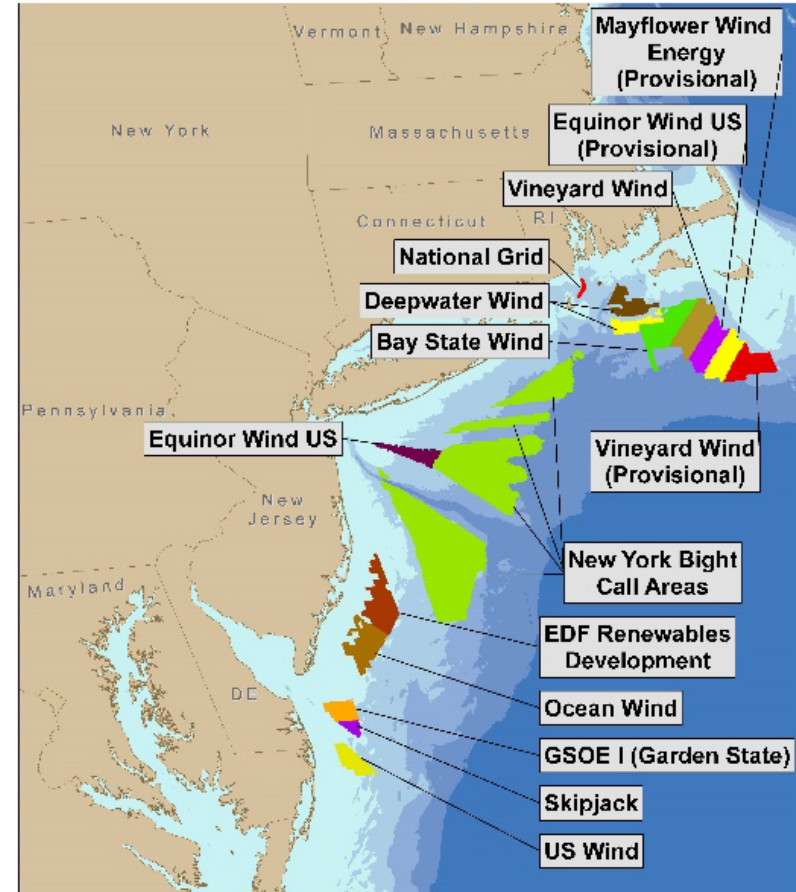 Vermont
New Hampshire
Mayflower Wind
Energy
(Provisional)
New York
Massachusetts
Equinor Wind US
(Provisional)
Vineyard Wind
Connecticut
RI
National Grid
Deepwater Wind
Bay State Wind
Pennsylvania
Equinor Wind US
Vineyard Wind
(Provisional)
New
Jersey
New York Bight
Call Areas
Maryland
EDF Renewables
Development
DE
Ocean Wind
GSOE I (Garden State)
Skipjack
US Wind